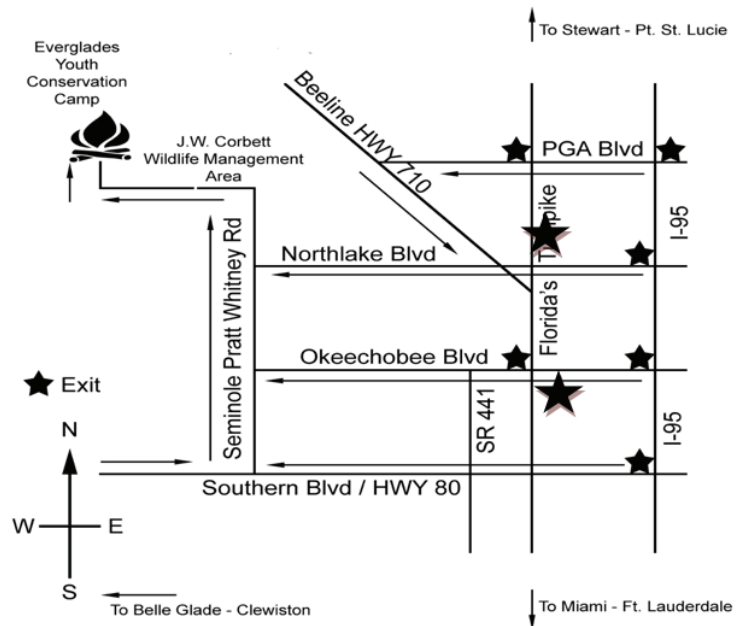 To Stewart - Pt. St. Lucie
Everglades
Youth
Conservation
Camp
J.W. Corbett
Wildlife Management
Area
Beeline HWY 710
PGA Blvd
I-95
Northlake Blvd
Florida's
Seminole Pratt Whitney Rd
Okeechobee Blvd
Exit
SR 441
I-95
Southern Blvd / HWY 80
N
W
E
S
To Belle Glade - Clewiston
To Miami - Ft. Lauderdale